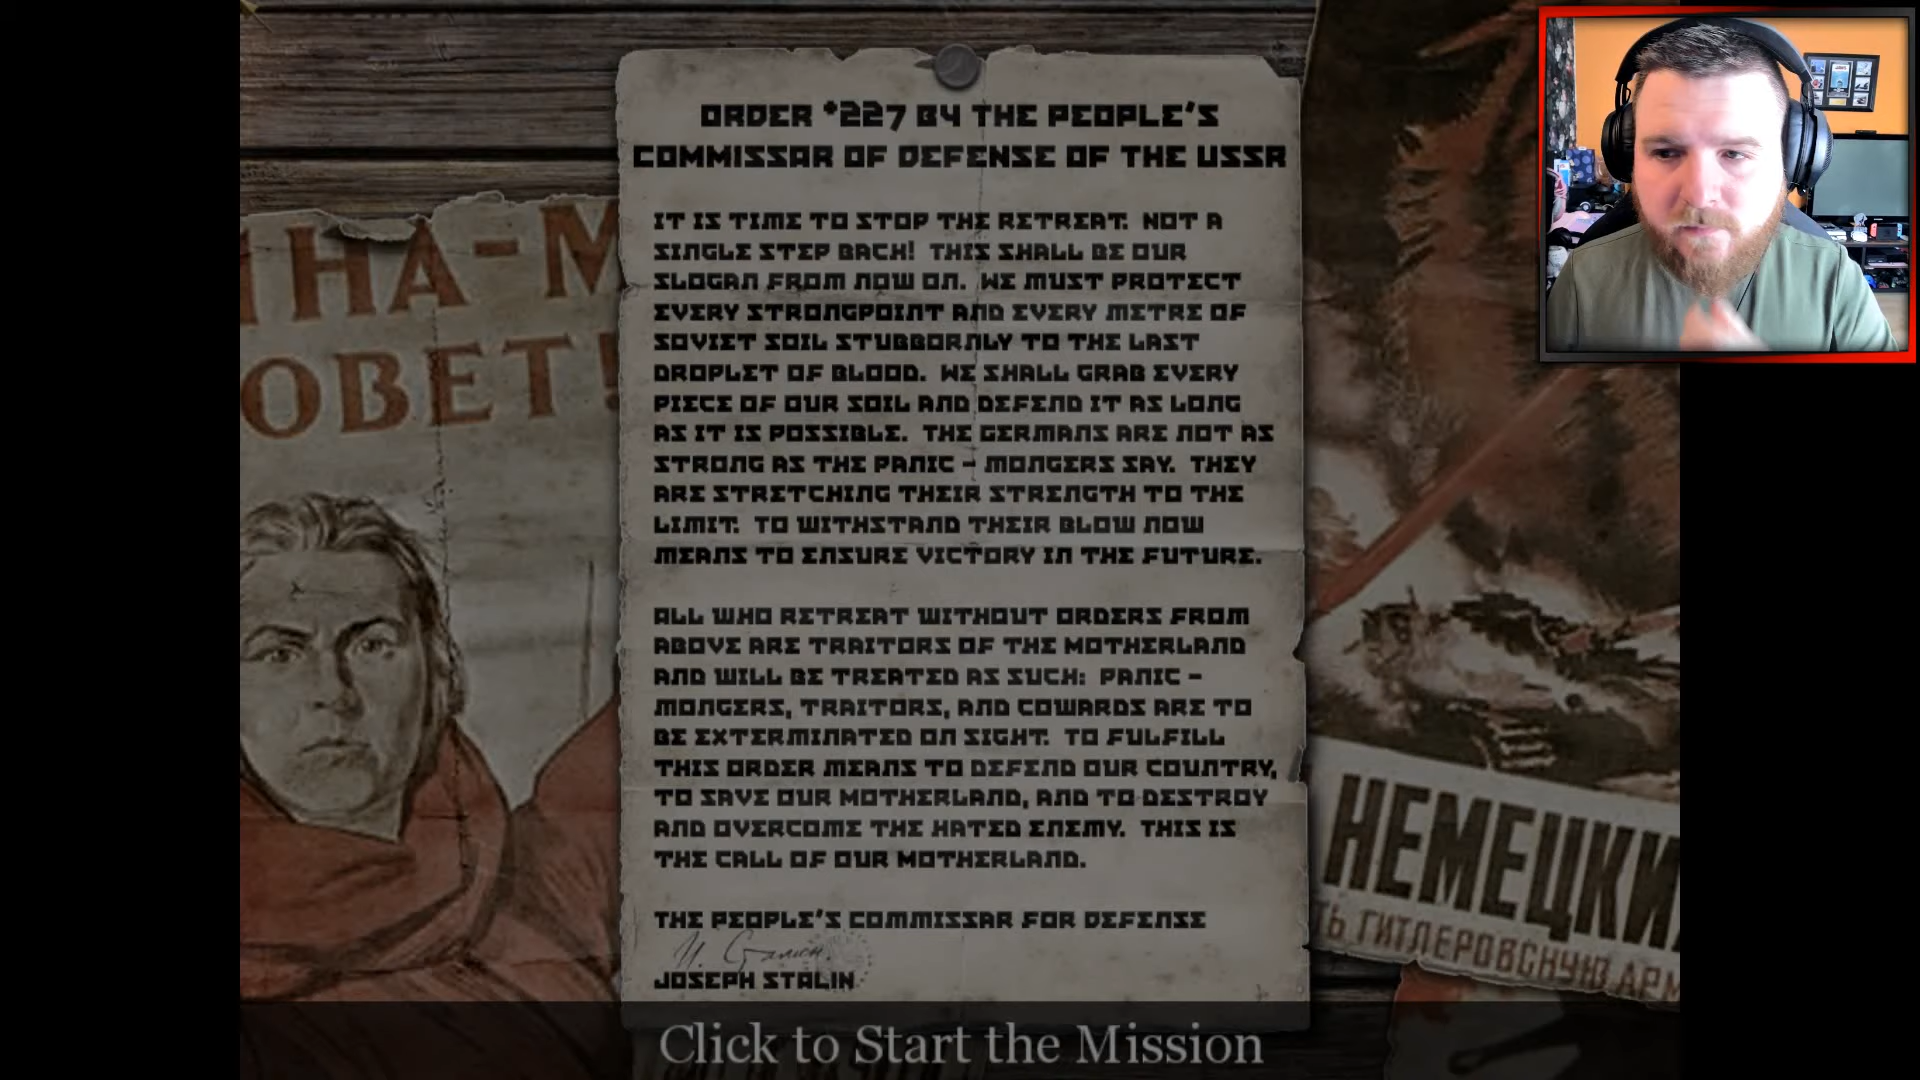 ORDER *227 BY THE PEOPLE'S
COMMISSAR OF DEFENSE OF THE USSR
IT IS TIME TO STOP THE RETREAT. NOT A
SINGLE STEP BACK! THIS SHALL BE OUR
SLOGAN FROM NOW ON. WE MUST PROTECT
EVERY STRONGPOINT AND EVERY METRE OF
SOVIET SOIL STUBBORNLY TO THE LAST
DROPLET OF BLOOD. WE SHALL GRAB EVERY
PIECE OF OUR SOIL AND DEFEND IT AS LONG
AS IT IS POSSIBLE. THE GERMANS ARE NOT AS
STRONG AS THE PANIC - MONGERS SAY. THEY
ARE STRETCHING THEIR STRENGTH TO THE
LIMIT. TO WITHSTAND THEIR BLOW NOW
MEANS TO ENSURE VICTORY IN THE FUTURE.
ALL WHO RETREAT WITHOUT ORDERS FROM
ABOVE ARE TRAITORS OF THE MOTHERLAND
AND WILL BE TREATED AS SUCH: PANIC -
MONGERS, TRAITORS, AND COWARDS ARE TO
BE EXTERMINATED ON SIGHT. TO FULFILL
THIS ORDER MEANS TO DEFEND OUR COUNTRY,
TO SAVE OUR MOTHERLAND, AND TO DESTROY
AND OVERCOME THE HATED ENEMY. THIS IS
THE CALL OF OUR MOTHERLAND.
THE PEOPLE'S COMMISSAR FOR DEFENSE
И. Сталин
JOSEPH STALIN
Click to Start the Mission
ИНА-М
ОВЕТ!
НЕМЕЦКИ
ТЬ ГИТЛЕРОВСКУЮ АРМ